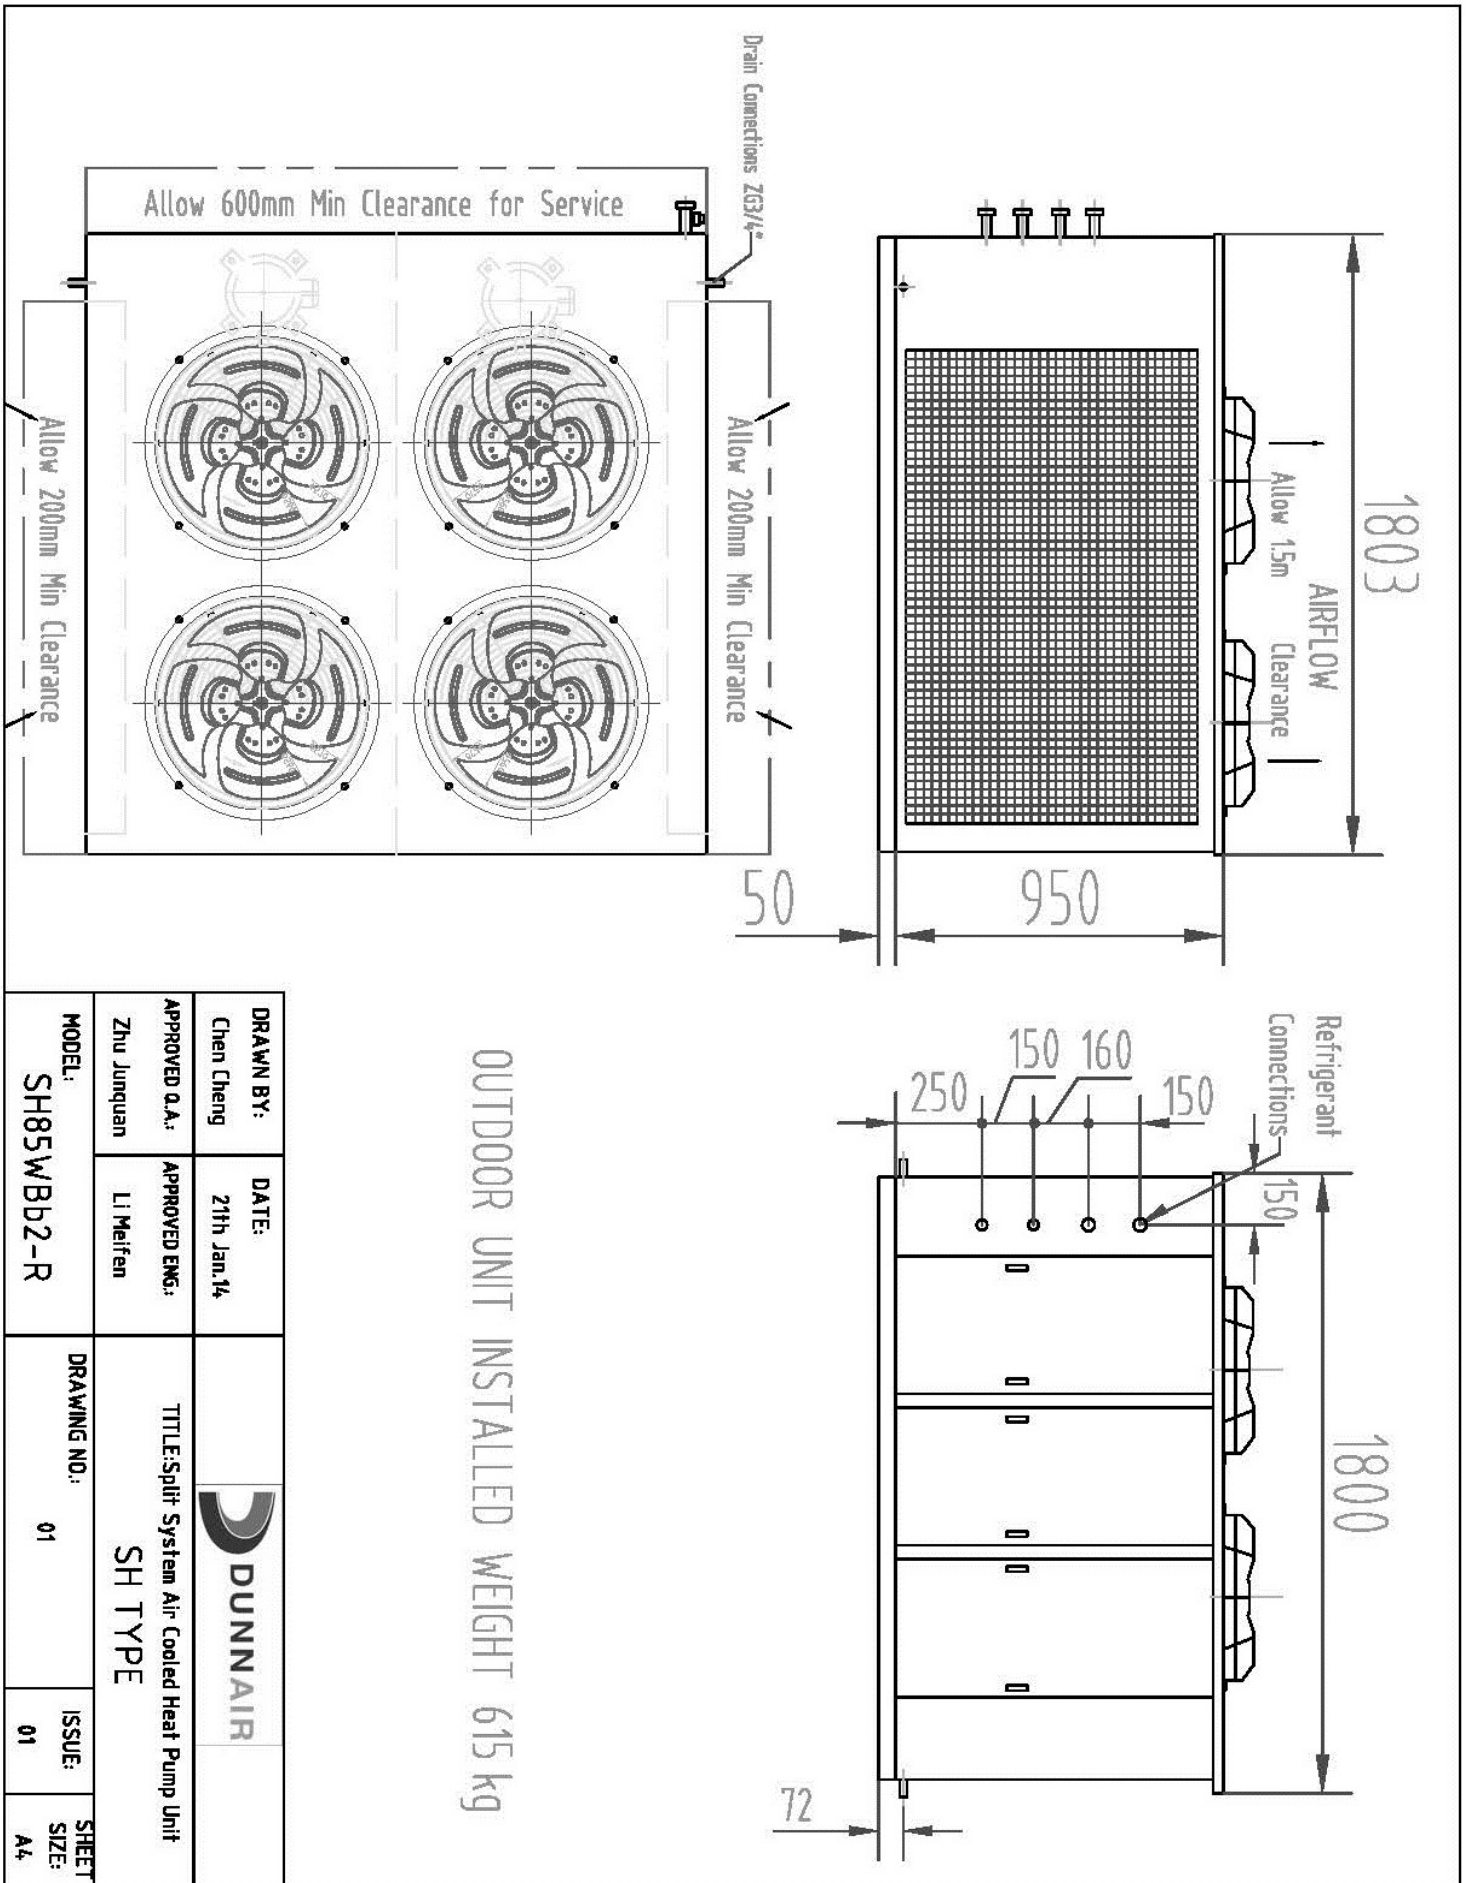 1803
AIRFLOW
Allow 1.5m
Clearance
950
50
Refrigerant
Connections
1800
150
150
160
150
250
72
Drain Connections ZG3/4"
Allow 600mm Min Clearance for Service
Allow 200mm Min Clearance
Allow 200mm Min Clearance
OUTDOOR UNIT INSTALLED WEIGHT 615 kg
DRAWN BY:
Chen Cheng
DATE:
21th Jan.14
DUNNAIR
APPROVED Q.A.:
Zhu Junquan
APPROVED ENG.:
Li Meifen
TITLE:Split System Air Cooled Heat Pump Unit
SH TYPE
MODEL:
SH85WBb2-R
DRAWING NO.:
01
ISSUE:
01
SHEET
SIZE:
A4